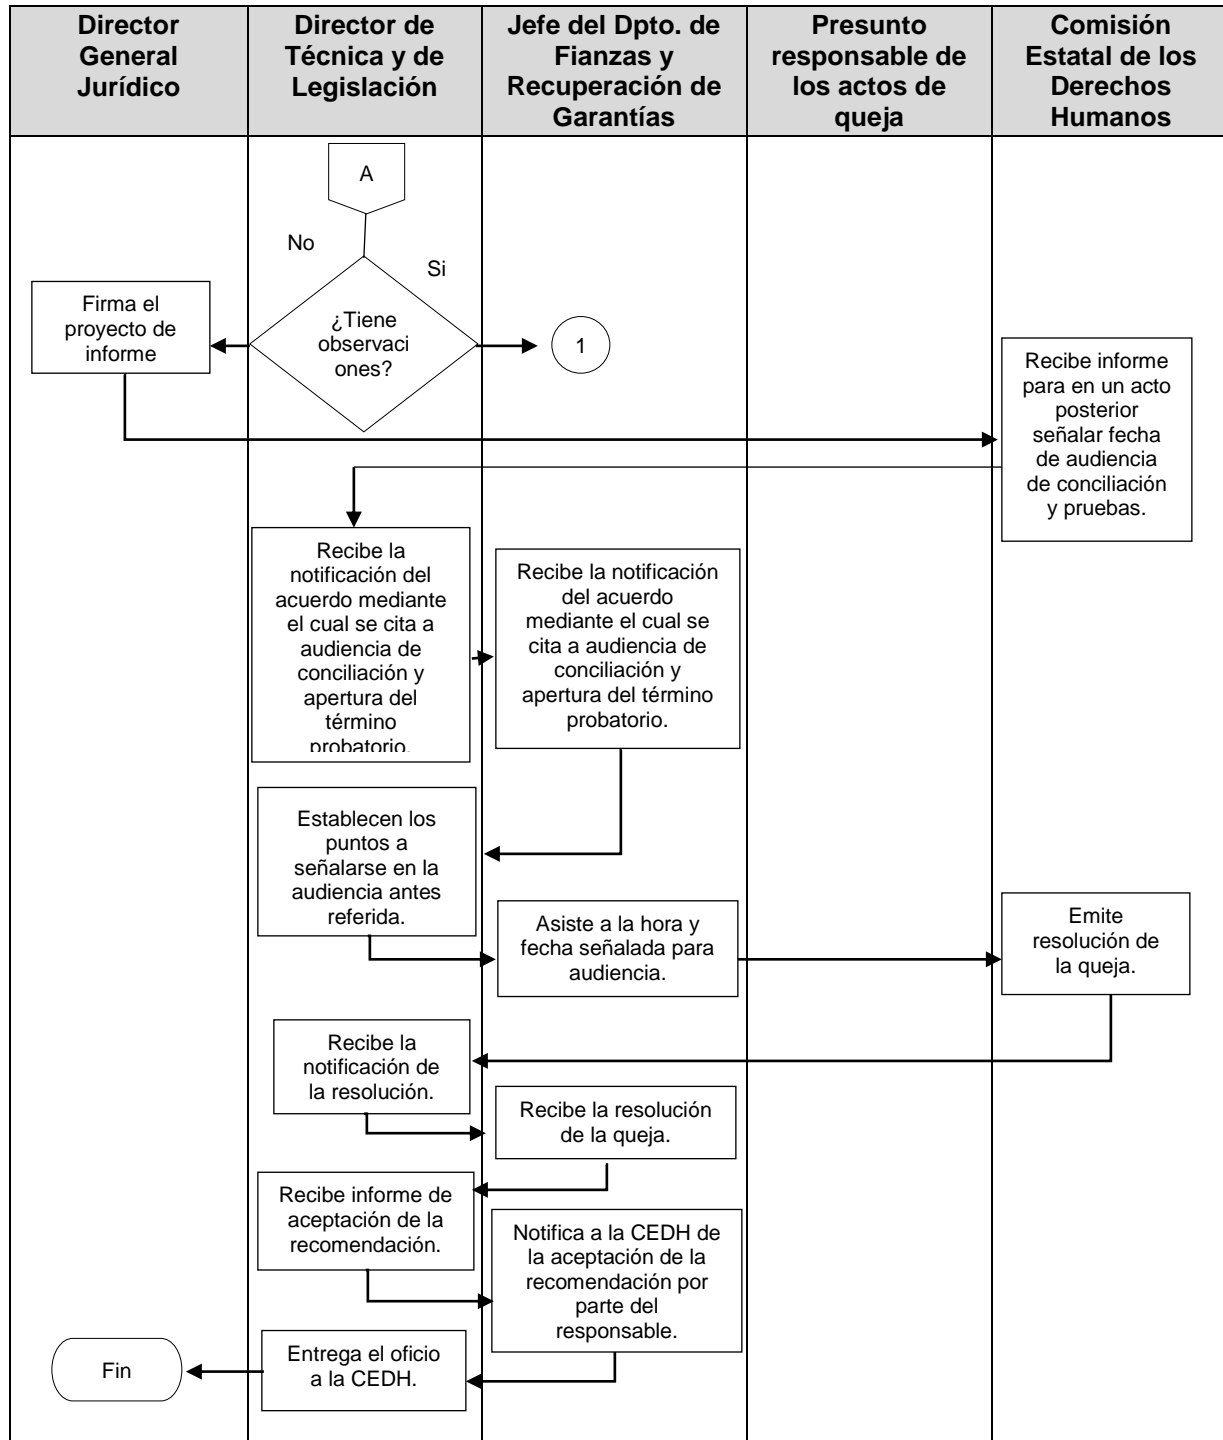 Director
General
Jurídico
Director de
Técnica y de
Legislación
Jefe del Dpto. de
Fianzas y
Recuperación de
Garantías
Presunto
responsable de
los actos de
queja
Comisión
Estatal de los
Derechos
Humanos
A
No
Si
Firma el
proyecto de
informe
¿Tiene
observaci
ones?
1
Recibe informe
para en un acto
posterior
señalar fecha
de audiencia
de conciliación
y pruebas.
Recibe la
notificación del
acuerdo mediante
el cual se cita a
audiencia de
conciliación y
apertura del
término
probatorio.
Recibe la notificación
del acuerdo
mediante el cual se
cita a audiencia de
conciliación y
apertura del término
probatorio.
Establecen los
puntos a
señalarse en la
audiencia antes
referida.
Asiste a la hora y
fecha señalada para
audiencia.
Emite
resolución de
la queja.
Recibe la
notificación de
la resolución.
Recibe la resolución
de la queja.
Recibe informe de
aceptación de la
recomendación.
Notifica a la CEDH de
la aceptación de la
recomendación por
parte del
responsable.
Entrega el oficio
a la CEDH.
Fin